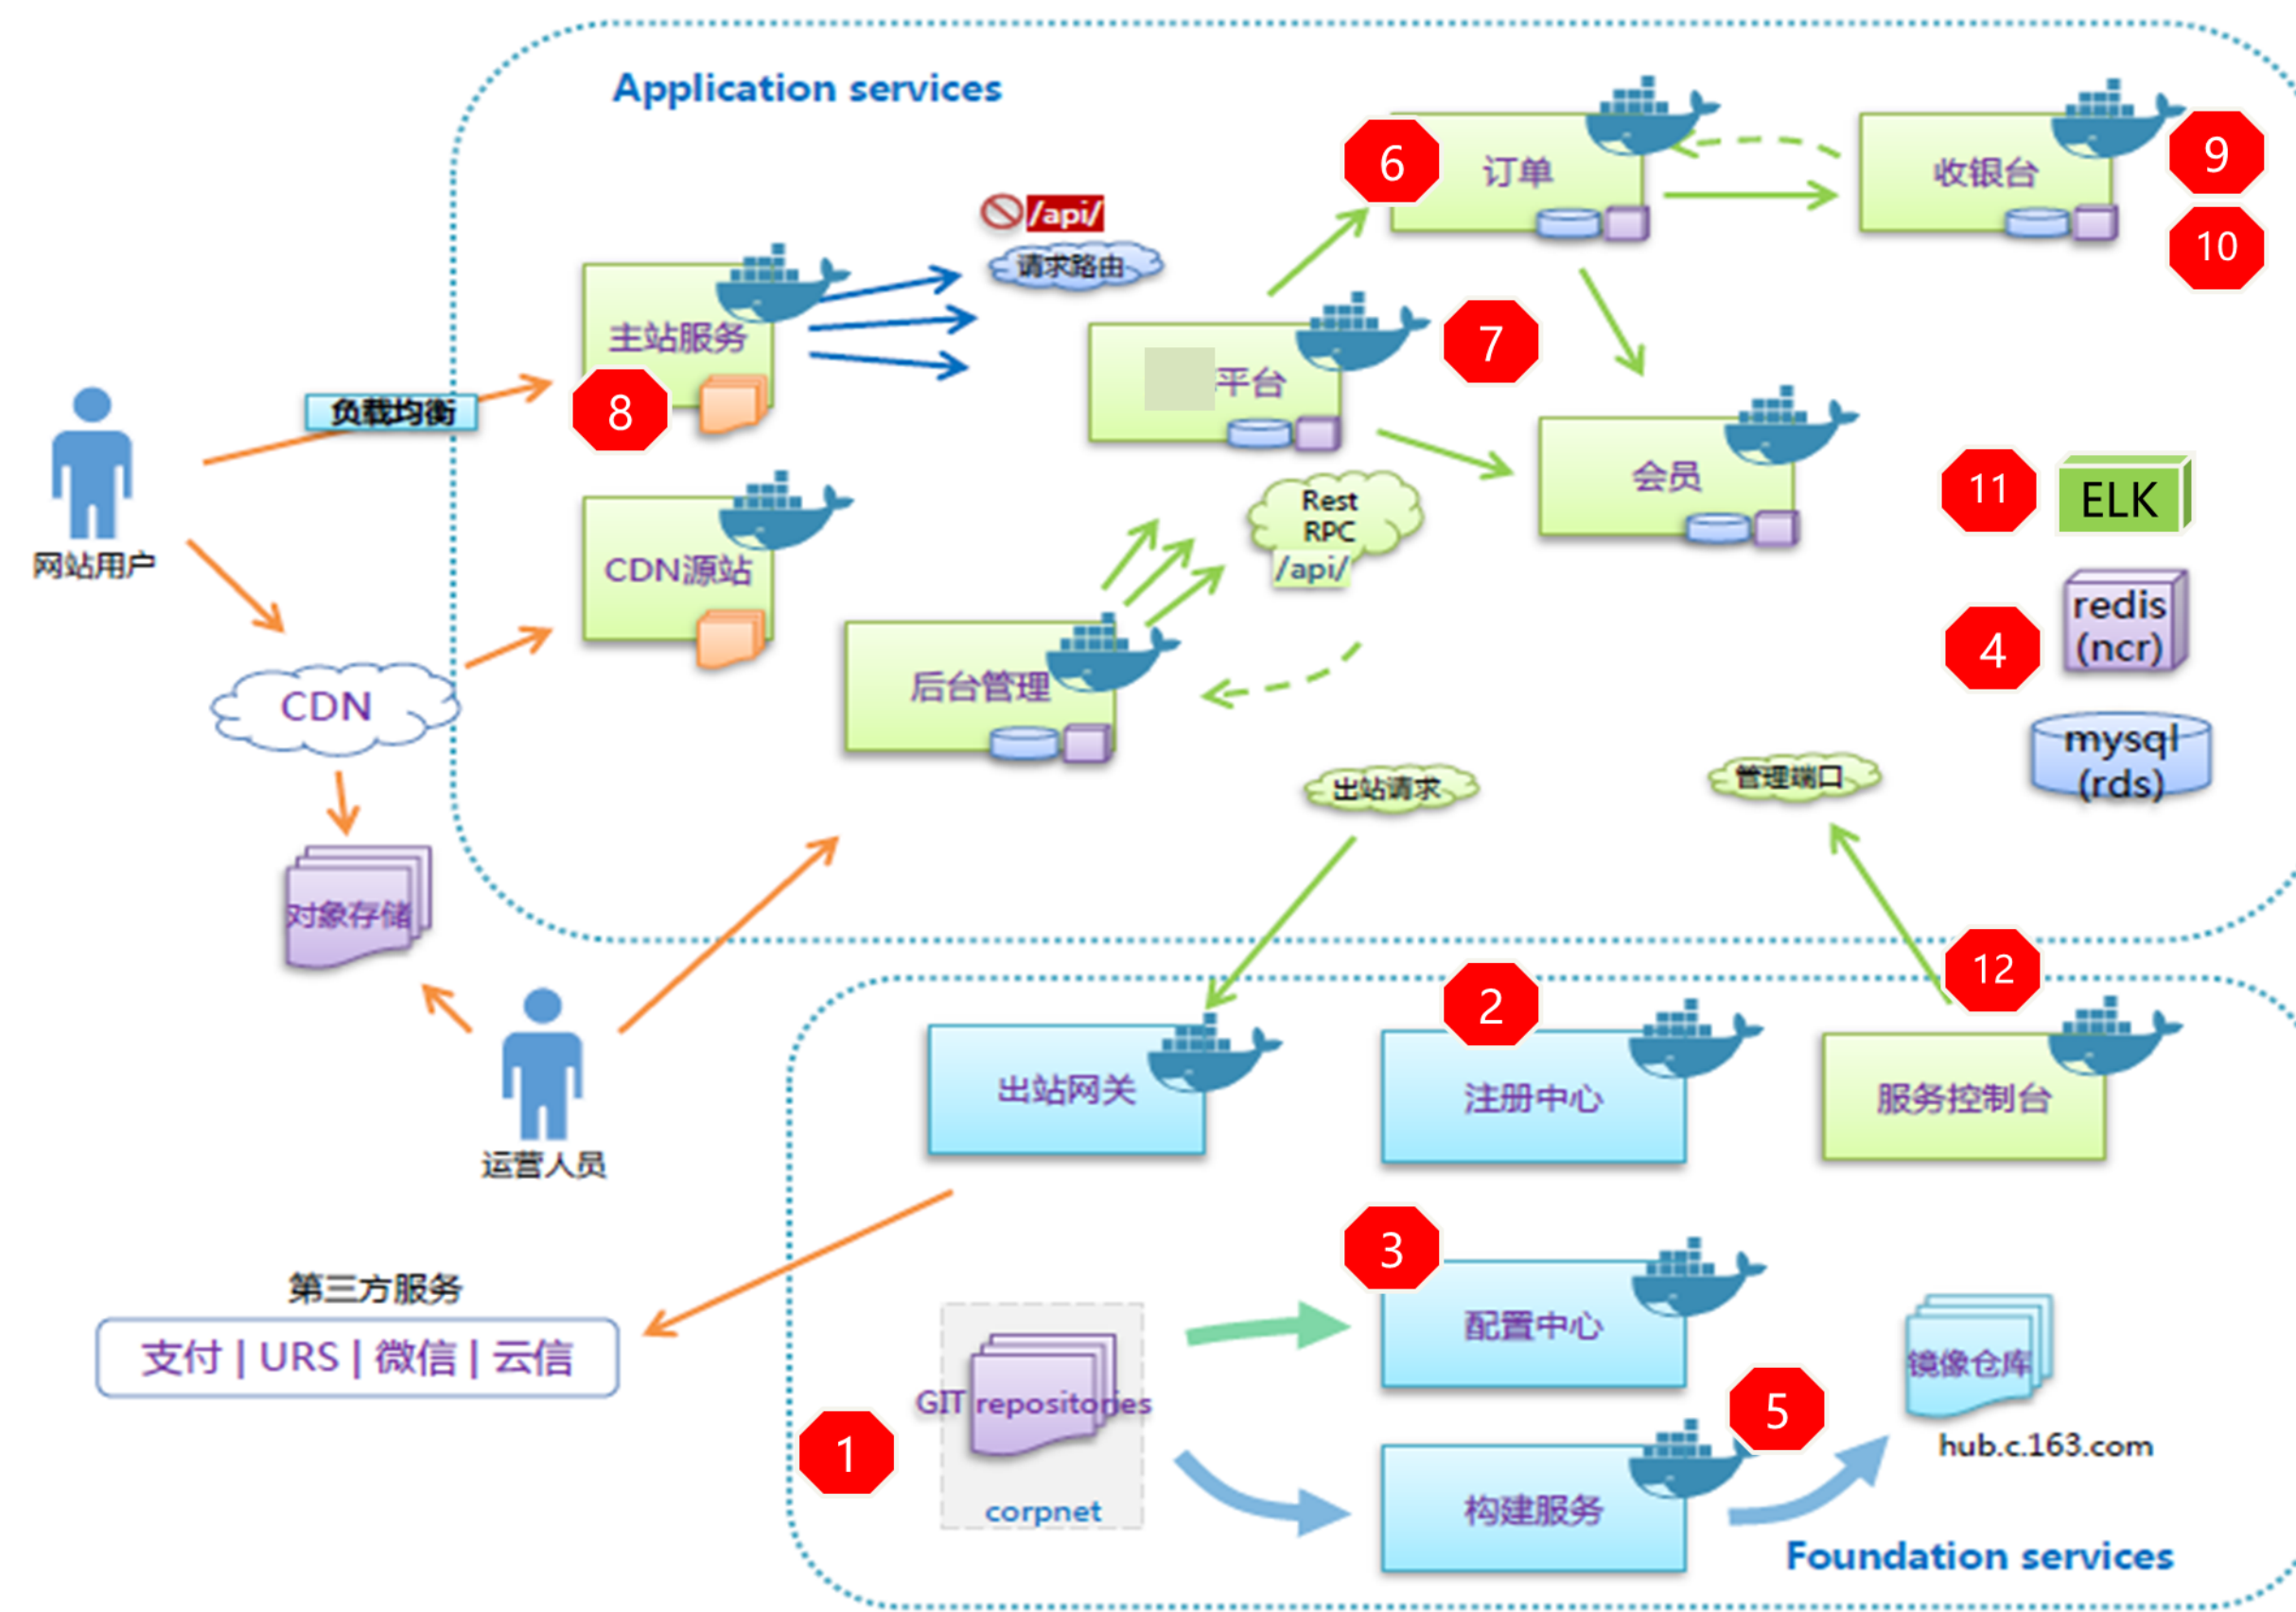 Application services
6
订单
收银台
9
10
/api/
请求路由
主站服务
8
负载均衡
平台
7
会员
网站用户
CDN源站
Rest
RPC
/api/
11
ELK
redis
(ncr)
4
CDN
后台管理
mysql
(rds)
出站请求
管理端口
对象存储
运营人员
12
2
出站网关
注册中心
服务控制台
第三方服务
支付 | URS | 微信 | 云信
3
配置中心
GIT repositories
corpnet
1
5
镜像仓库
hub.c.163.com
构建服务
Foundation services